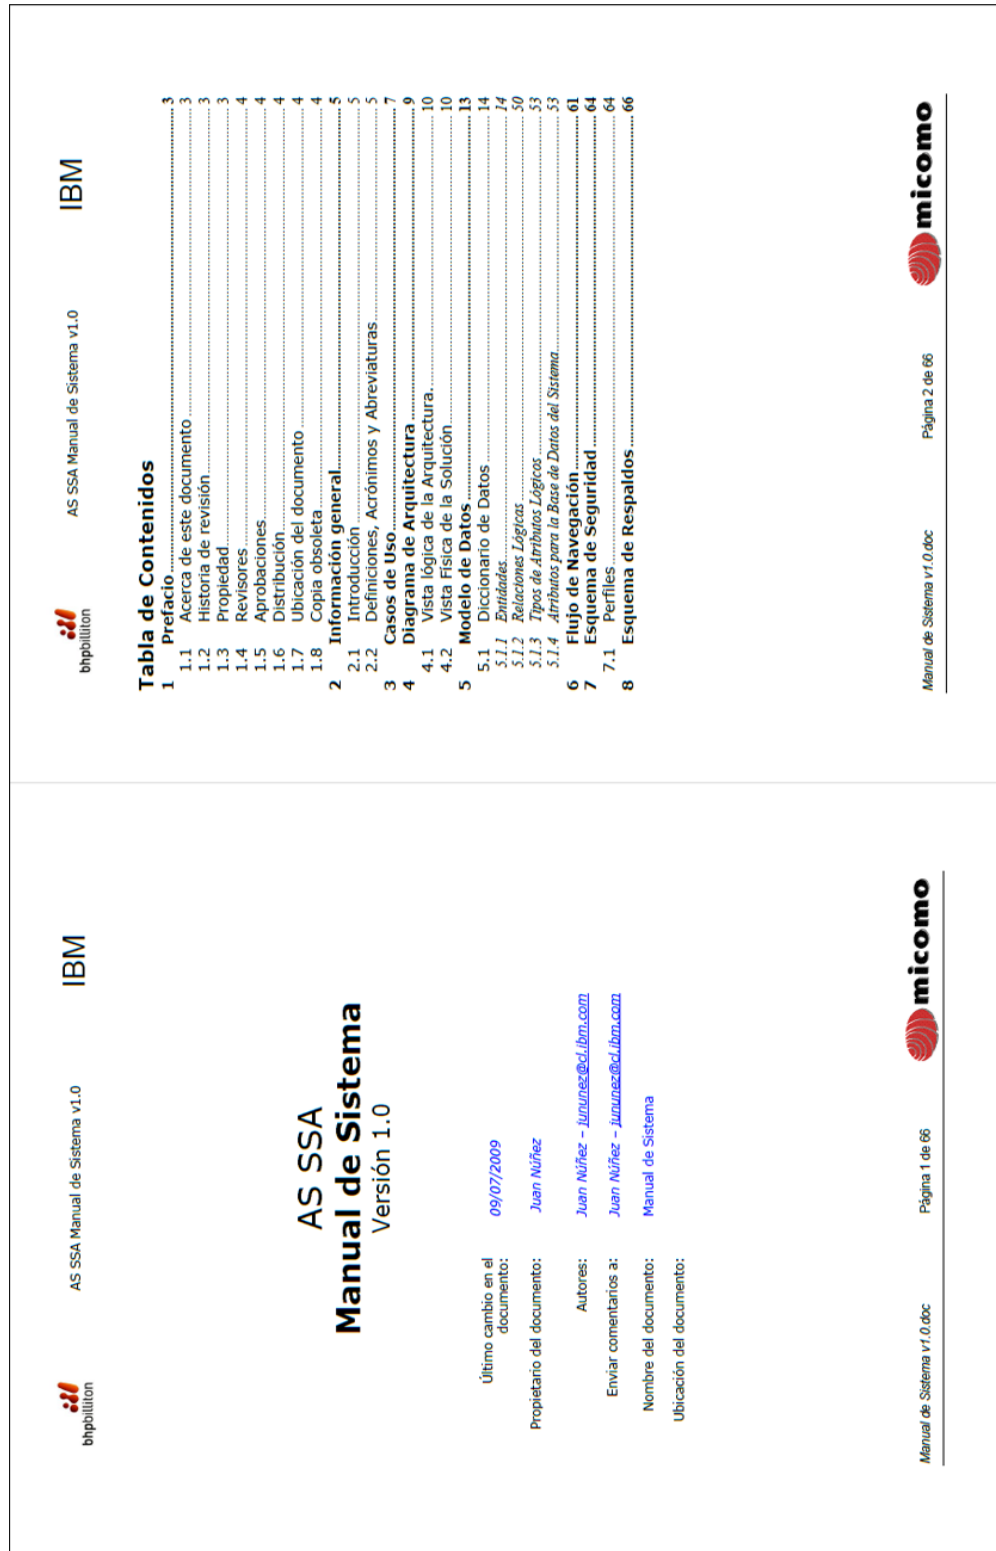 bhpbilliton
AS SSA Manual de Sistema v1.0
IBM
AS SSA
Manual de Sistema
Versión 1.0
Último cambio en el documento: 09/07/2009
Propietario del documento: Juan Núñez
Autores: Juan Núñez – jununez@cl.ibm.com
Enviar comentarios a: Juan Núñez – jununez@cl.ibm.com
Nombre del documento: Manual de Sistema
Ubicación del documento:
Manual de Sistema v1.0.doc
Página 1 de 66
micomo
bhpbilliton
AS SSA Manual de Sistema v1.0
IBM
Tabla de Contenidos
1 Prefacio 3
1.1 Acerca de este documento 3
1.2 Historia de revisión 3
1.3 Propiedad 3
1.4 Revisores 4
1.5 Aprobaciones 4
1.6 Distribución 4
1.7 Ubicación del documento 4
1.8 Copia obsoleta 4
2 Información general 5
2.1 Introducción 5
2.2 Definiciones, Acrónimos y Abreviaturas 5
3 Casos de Uso 7
4 Diagrama de Arquitectura 9
4.1 Vista lógica de la Arquitectura. 10
4.2 Vista Física de la Solución 10
5 Modelo de Datos 13
5.1 Diccionario de Datos 14
5.1.1 Entidades 14
5.1.2 Relaciones Lógicas 50
5.1.3 Tipos de Atributos Lógicos 53
5.1.4 Atributos para la Base de Datos del Sistema 53
6 Flujo de Navegación 61
7 Esquema de Seguridad 64
7.1 Perfiles 64
8 Esquema de Respaldos 66
Manual de Sistema v1.0.doc
Página 2 de 66
micomo